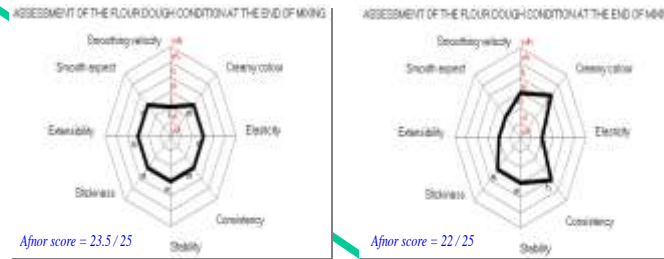 ASSESSMENT OF THE FLOUR DOUGH CONDITION AT THE END OF MIXING
Smoothing velocity
Smooth aspect
Creamy colour
Extensibility
Elasticity
Stickiness
Consistency
Stability
Afnor score = 23.5 / 25
ASSESSMENT OF THE FLOUR DOUGH CONDITION AT THE END OF MIXING
Smoothing velocity
Smooth aspect
Creamy colour
Extensibility
Elasticity
Stickiness
Consistency
Stability
Afnor score = 22 / 25